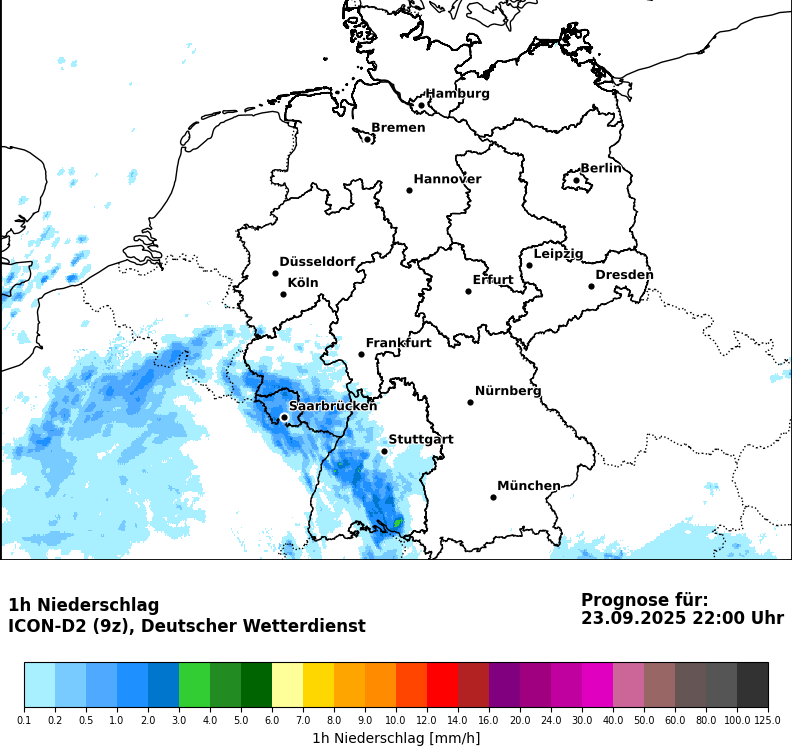 Hamburg
Bremen
Berlin
Hannover
Leipzig
Düsseldorf
Dresden
Köln
Erfurt
Frankfurt
Nürnberg
Saarbrücken
Stuttgart
München
1h Niederschlag
ICON-D2 (9z), Deutscher Wetterdienst
Prognose für:
23.09.2025 22:00 Uhr
0.1 0.2 0.5 1.0 2.0 3.0 4.0 5.0 6.0 7.0 8.0 9.0 10.0 12.0 14.0 16.0 20.0 24.0 30.0 40.0 50.0 60.0 80.0 100.0 125.0
1h Niederschlag [mm/h]